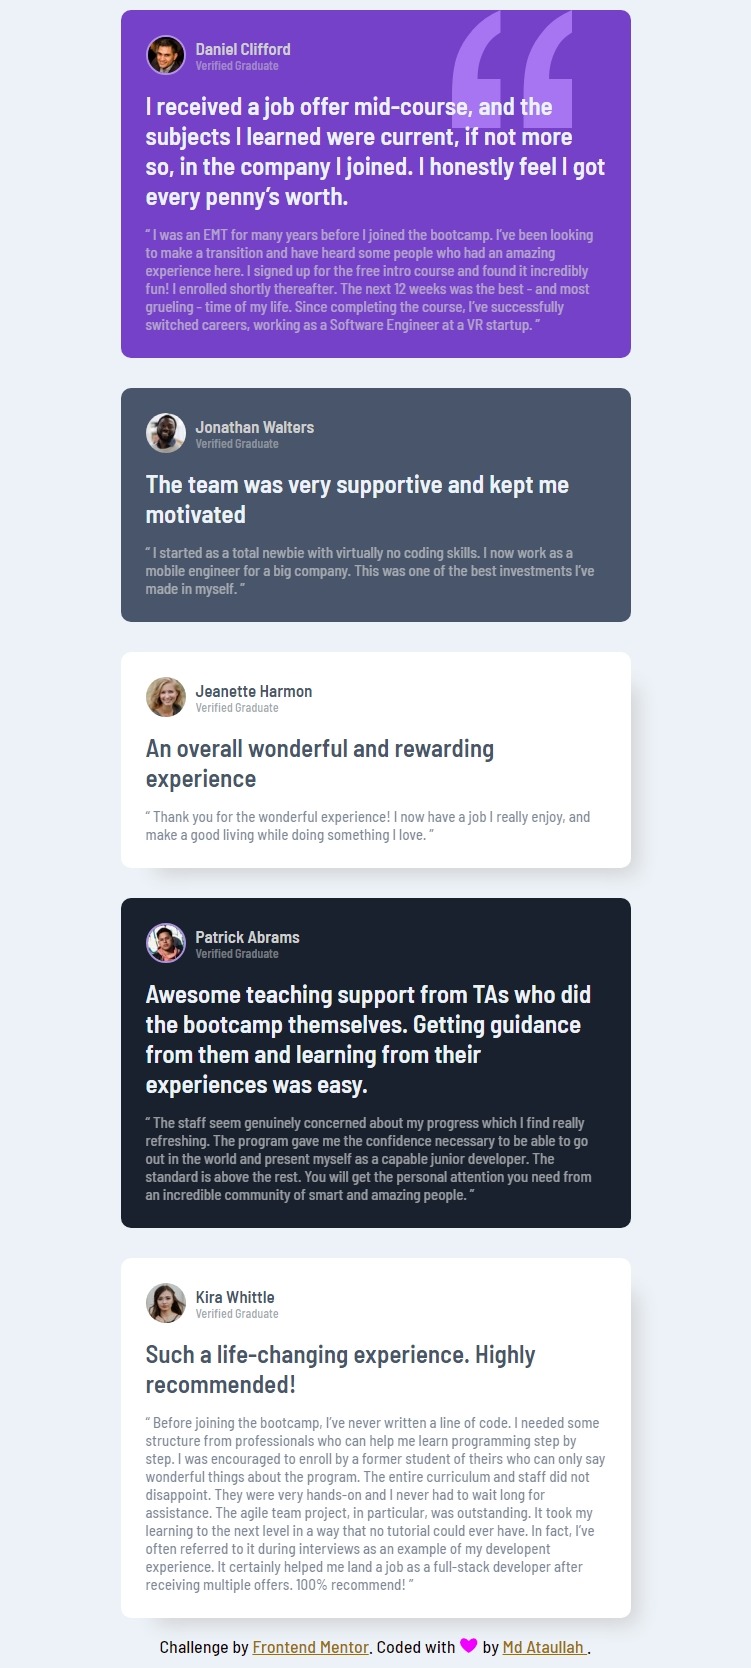 Daniel Clifford
Verified Graduate
I received a job offer mid-course, and the
subjects I learned were current, if not more
so, in the company I joined. I honestly feel I got
every penny’s worth.
“ I was an EMT for many years before I joined the bootcamp. I’ve been looking
to make a transition and have heard some people who had an amazing
experience here. I signed up for the free intro course and found it incredibly
fun! I enrolled shortly thereafter. The next 12 weeks was the best - and most
grueling - time of my life. Since completing the course, I’ve successfully
switched careers, working as a Software Engineer at a VR startup. ”
Jonathan Walters
Verified Graduate
The team was very supportive and kept me
motivated
“ I started as a total newbie with virtually no coding skills. I now work as a
mobile engineer for a big company. This was one of the best investments I’ve
made in myself. ”
Jeanette Harmon
Verified Graduate
An overall wonderful and rewarding
experience
“ Thank you for the wonderful experience! I now have a job I really enjoy, and
make a good living while doing something I love. ”
Patrick Abrams
Verified Graduate
Awesome teaching support from TAs who did
the bootcamp themselves. Getting guidance
from them and learning from their
experiences was easy.
“ The staff seem genuinely concerned about my progress which I find really
refreshing. The program gave me the confidence necessary to be able to go
out in the world and present myself as a capable junior developer. The
standard is above the rest. You will get the personal attention you need from
an incredible community of smart and amazing people. ”
Kira Whittle
Verified Graduate
Such a life-changing experience. Highly
recommended!
“ Before joining the bootcamp, I’ve never written a line of code. I needed some
structure from professionals who can help me learn programming step by
step. I was encouraged to enroll by a former student of theirs who can only say
wonderful things about the program. The entire curriculum and staff did not
disappoint. They were very hands-on and I never had to wait long for
assistance. The agile team project, in particular, was outstanding. It took my
learning to the next level in a way that no tutorial could ever have. In fact, I’ve
often referred to it during interviews as an example of my developent
experience. It certainly helped me land a job as a full-stack developer after
receiving multiple offers. 100% recommend! ”
Challenge by Frontend Mentor. Coded with 💜 by Md Ataullah .